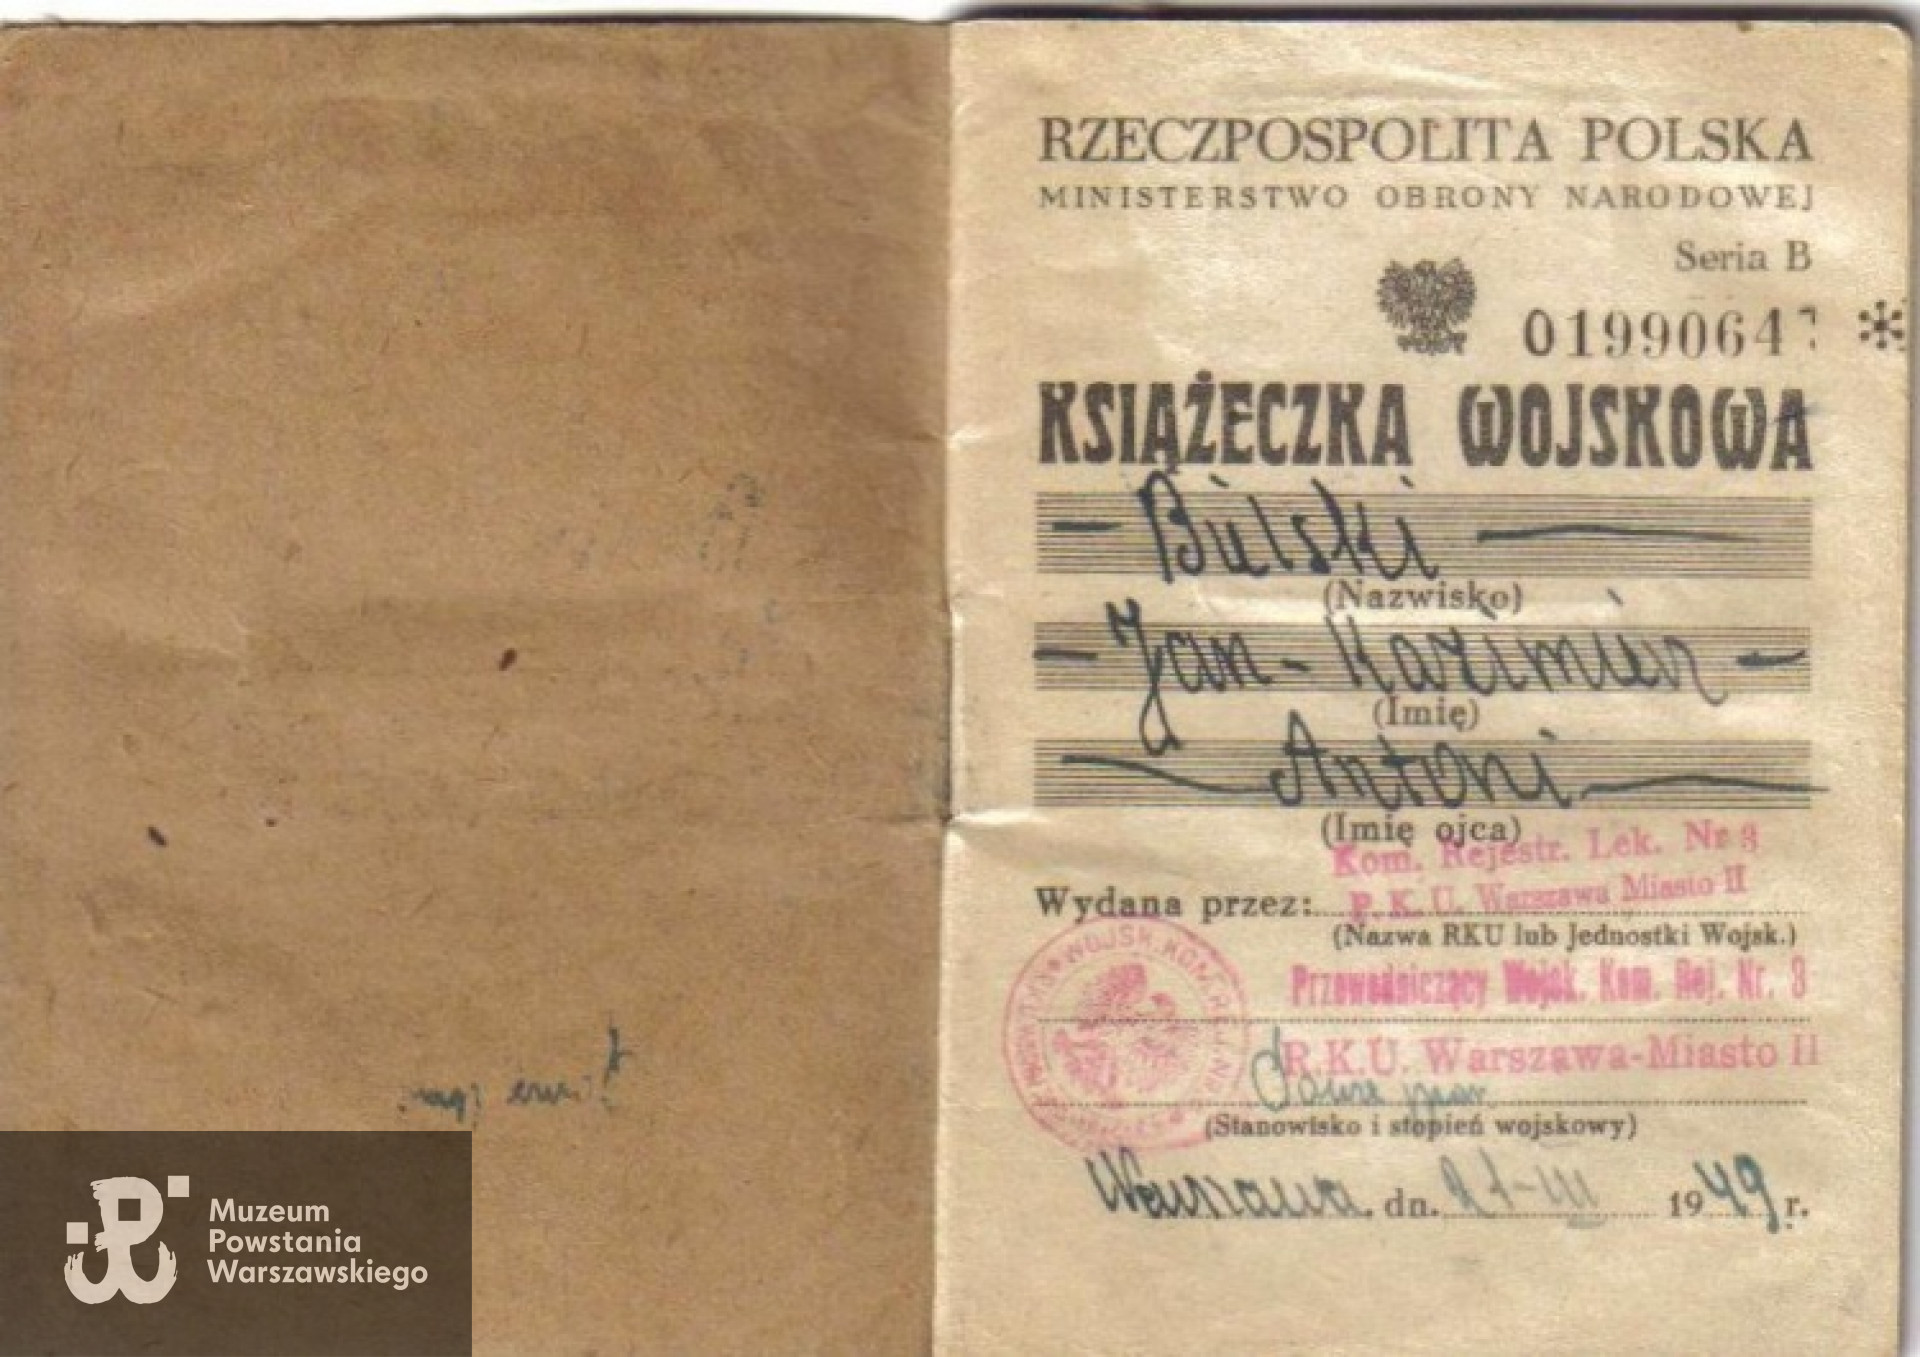 RZECZPOSPOLITA POLSKA
MINISTERSTWO OBRONY NARODOWEJ
Seria B
0199064
KSIĄŻECZKA WOJSKOWA
— Bielski —
(Nazwisko)
— Jan - Kazimierz —
(Imię)
— Antoni —
(Imię ojca)
Kom. Rejestr. Lek. Nr 3
Wydana przez: P. K. U. Warszawa Miasto II
(Nazwa RKU lub Jednostki Wojsk.)
Przewodniczący Wojsk. Kom. Rej. Nr. 3
R.K.U. Warszawa-Miasto II
(Stanowisko i stopień wojskowy)
Warszawa. dn. 1949 r.
Muzeum
Powstania
Warszawskiego